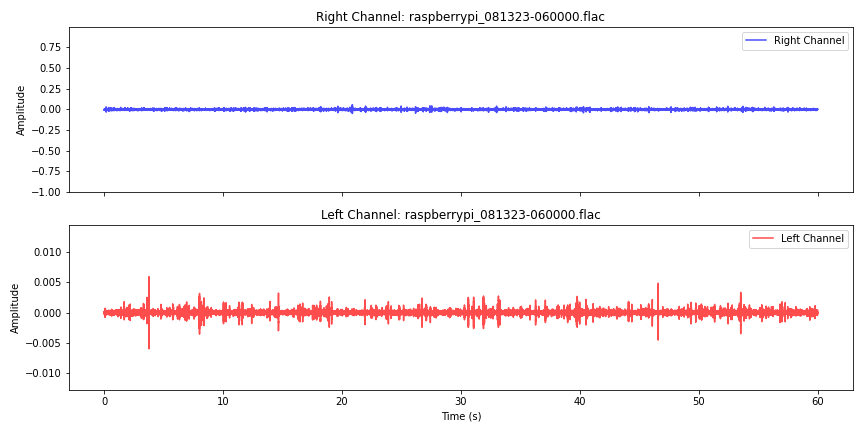 Right Channel: raspberrypi_081323-060000.flac
Right Channel
0.75
0.50
0.25
0.00
−0.25
−0.50
−0.75
−1.00
Amplitude
Left Channel: raspberrypi_081323-060000.flac
Left Channel
0.010
0.005
0.000
−0.005
−0.010
Amplitude
0 10 20 30 40 50 60
Time (s)